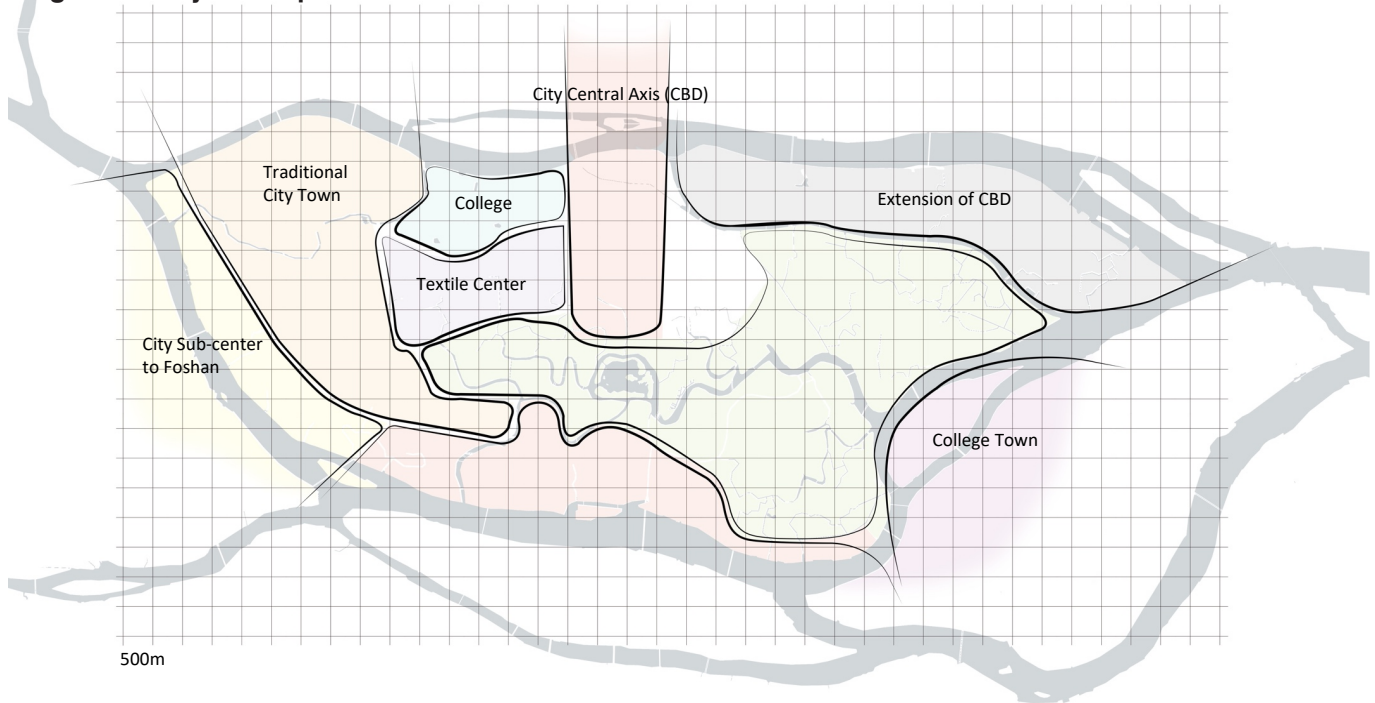 City Central Axis (CBD)
Traditional
City Town
College
Extension of CBD
Textile Center
City Sub-center
to Foshan
College Town
500m